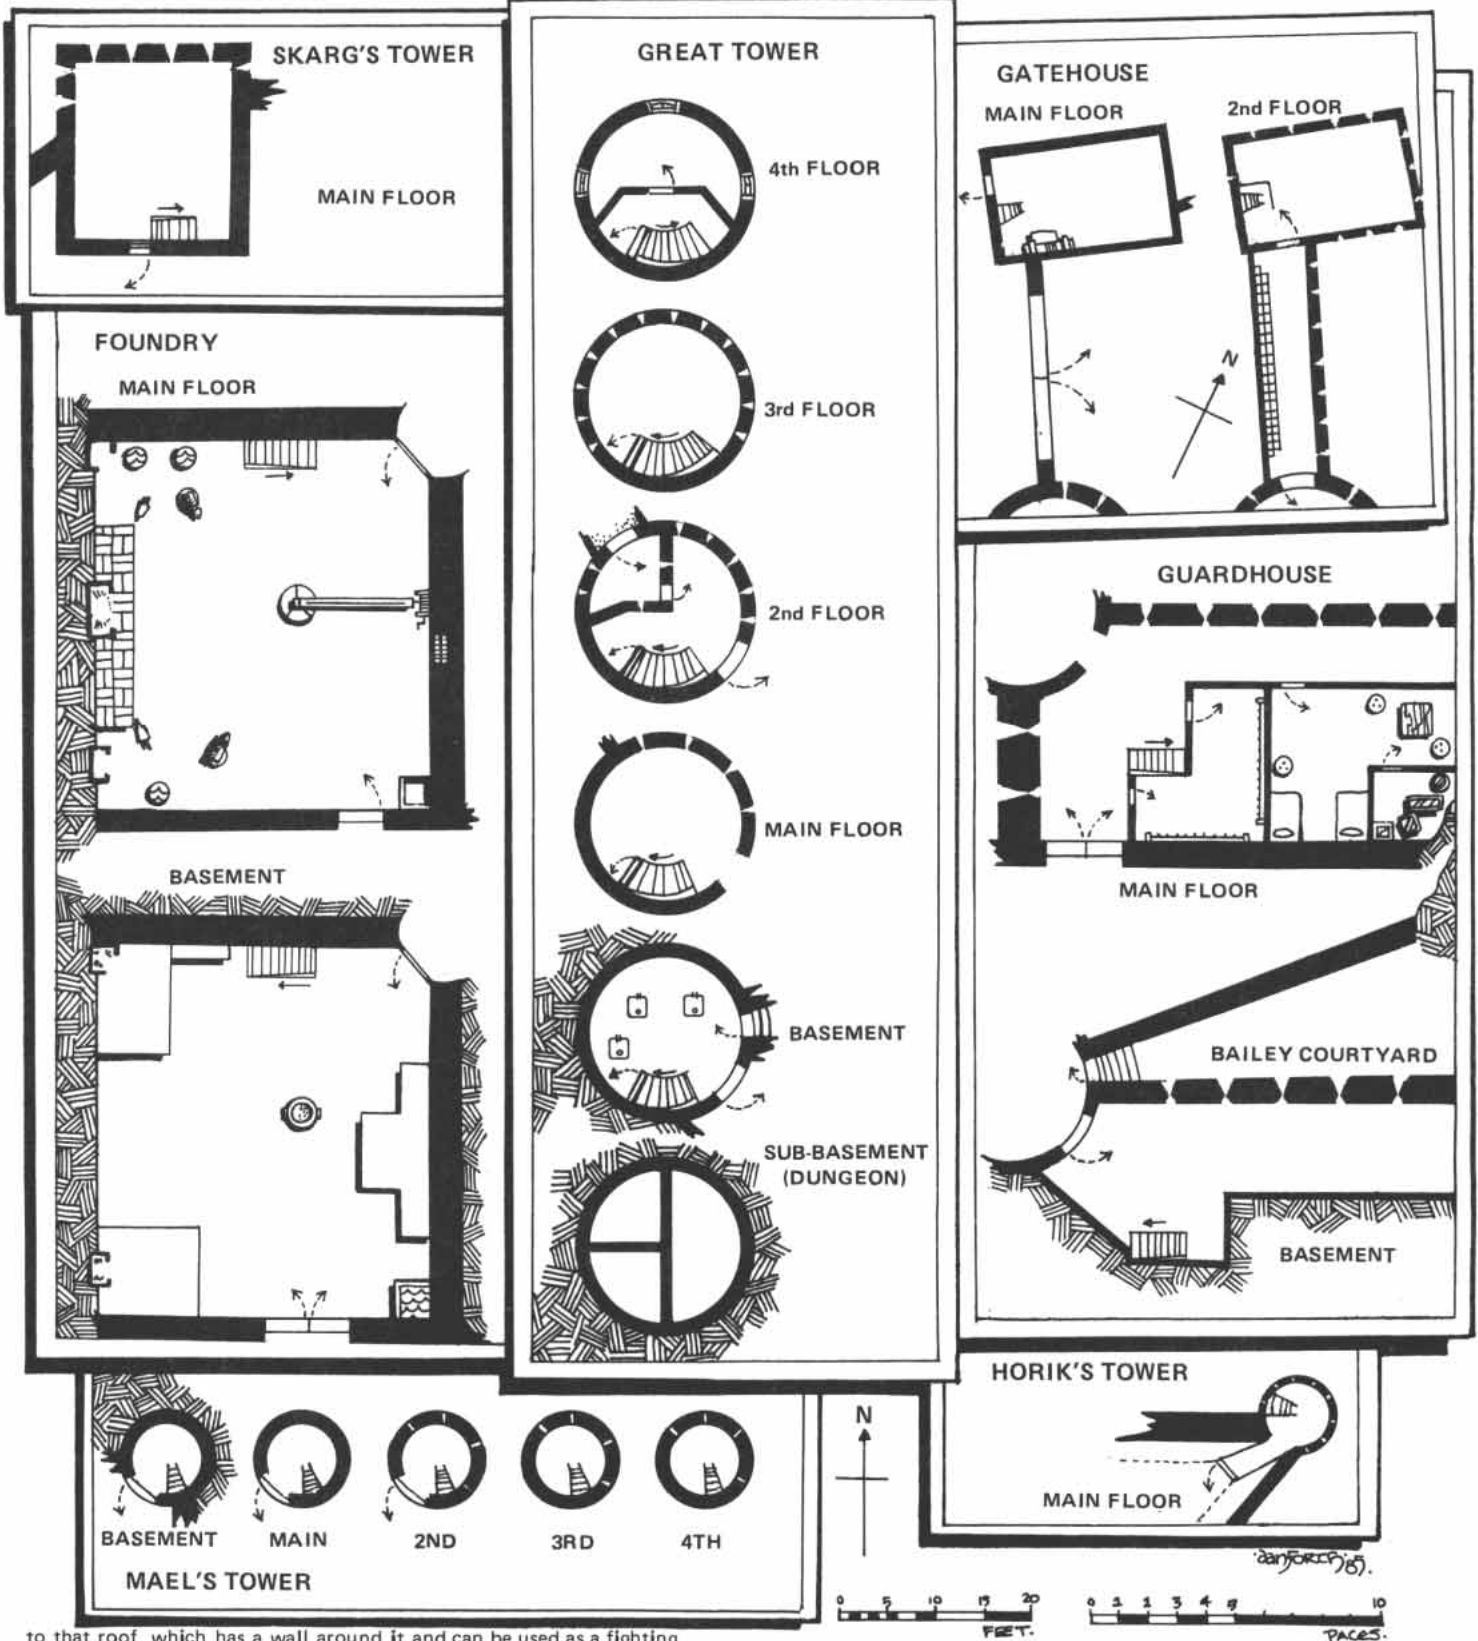 SKARG'S TOWER
MAIN FLOOR
GREAT TOWER
4th FLOOR
3rd FLOOR
2nd FLOOR
MAIN FLOOR
BASEMENT
SUB-BASEMENT
(DUNGEON)
GATEHOUSE
MAIN FLOOR
2nd FLOOR
N
FOUNDRY
MAIN FLOOR
BASEMENT
GUARDHOUSE
MAIN FLOOR
BAILEY COURTYARD
BASEMENT
HORIK'S TOWER
MAIN FLOOR
BASEMENT MAIN 2ND 3RD 4TH
MAEL'S TOWER
N
danforth '85.
0 5 10 15 20
FEET.
0 2 1 3 4 5 10
PACES.
to that roof, which has a wall around it and can be used as a fighting